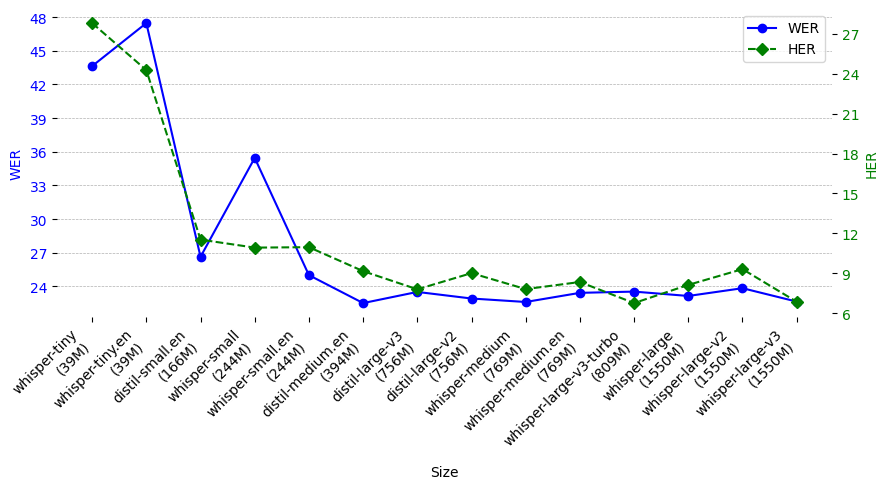 48
45
42
39
36
33
30
27
24
WER
27
24
21
18
15
12
9
6
HER
WER
HER
whisper-tiny
(39M)
whisper-tiny.en
(39M)
distil-small.en
(166M)
whisper-small
(244M)
whisper-small.en
(244M)
distil-medium.en
(394M)
distil-large-v3
(756M)
distil-large-v2
(756M)
whisper-medium
(769M)
whisper-medium.en
(769M)
whisper-large-v3-turbo
(809M)
whisper-large
(1550M)
whisper-large-v2
(1550M)
whisper-large-v3
(1550M)
Size